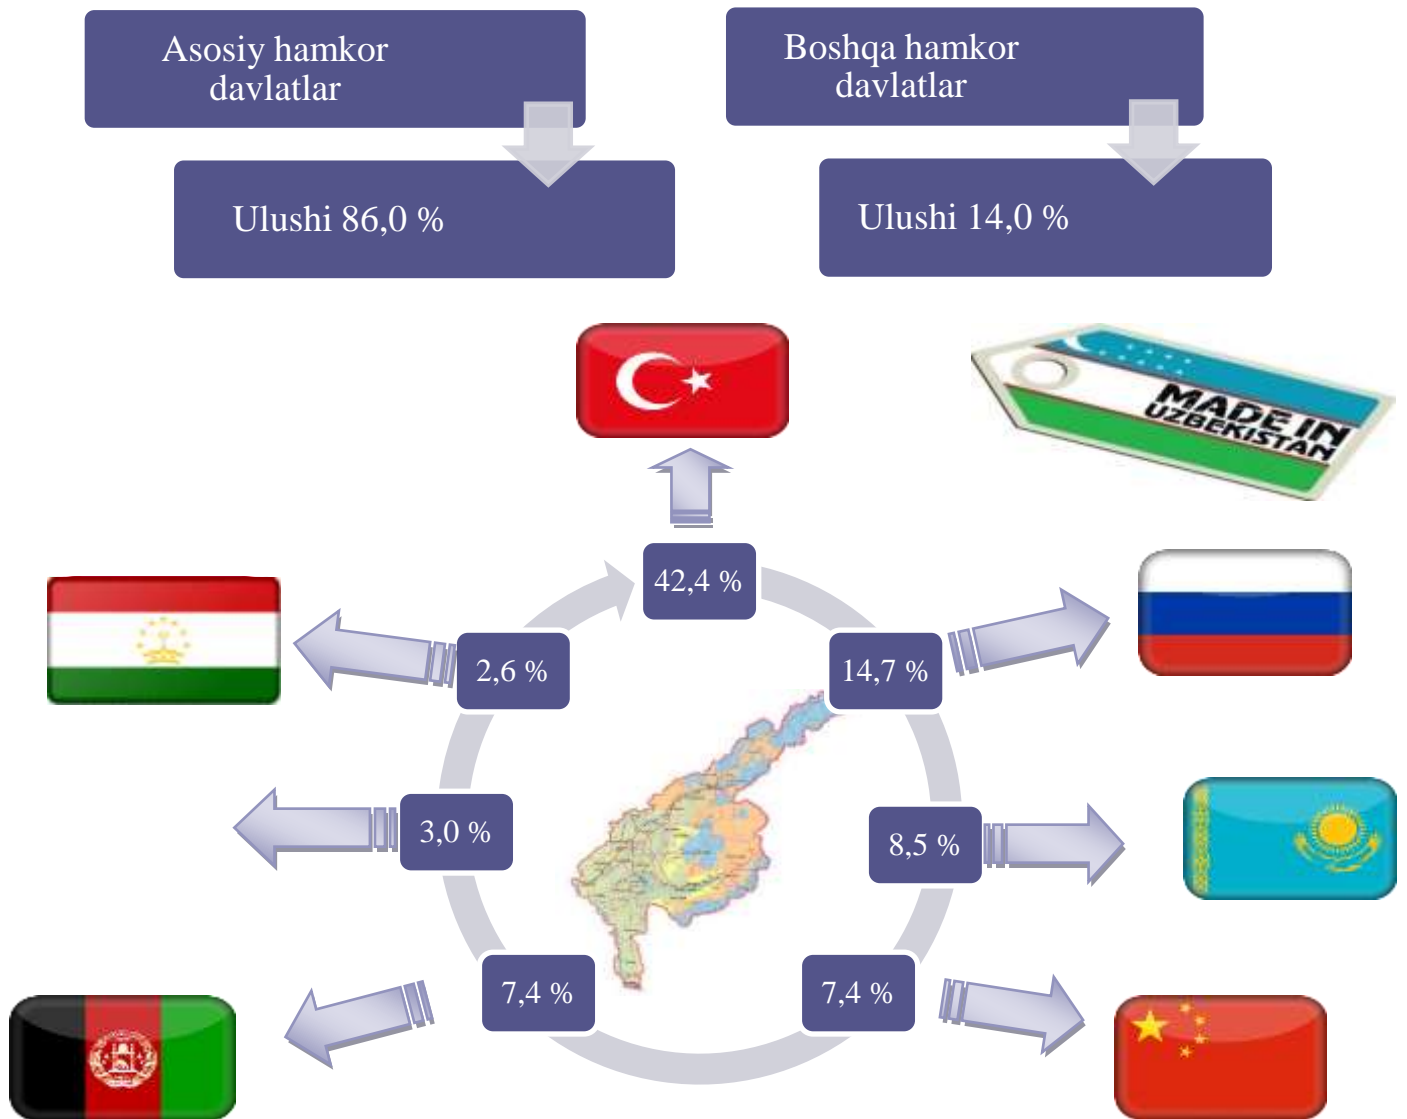 Asosiy hamkor
davlatlar
Boshqa hamkor
davlatlar
Ulushi 86,0 %
Ulushi 14,0 %
MADE IN
UZBEKISTAN
42,4 %
2,6 %
14,7 %
3,0 %
8,5 %
7,4 %
7,4 %